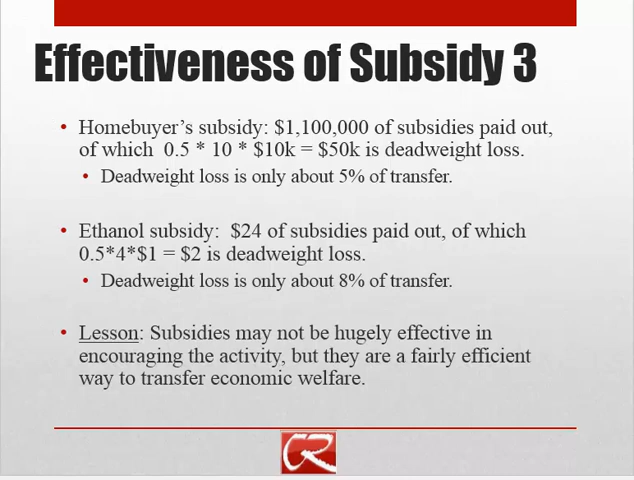 Effectiveness of Subsidy 3
• Homebuyer's subsidy: $1,100,000 of subsidies paid out,
of which 0.5 * 10 * $10k = $50k is deadweight loss.
• Deadweight loss is only about 5% of transfer.
• Ethanol subsidy: $24 of subsidies paid out, of which
0.5*4*$1 = $2 is deadweight loss.
• Deadweight loss is only about 8% of transfer.
• Lesson: Subsidies may not be hugely effective in
encouraging the activity, but they are a fairly efficient
way to transfer economic welfare.
CR